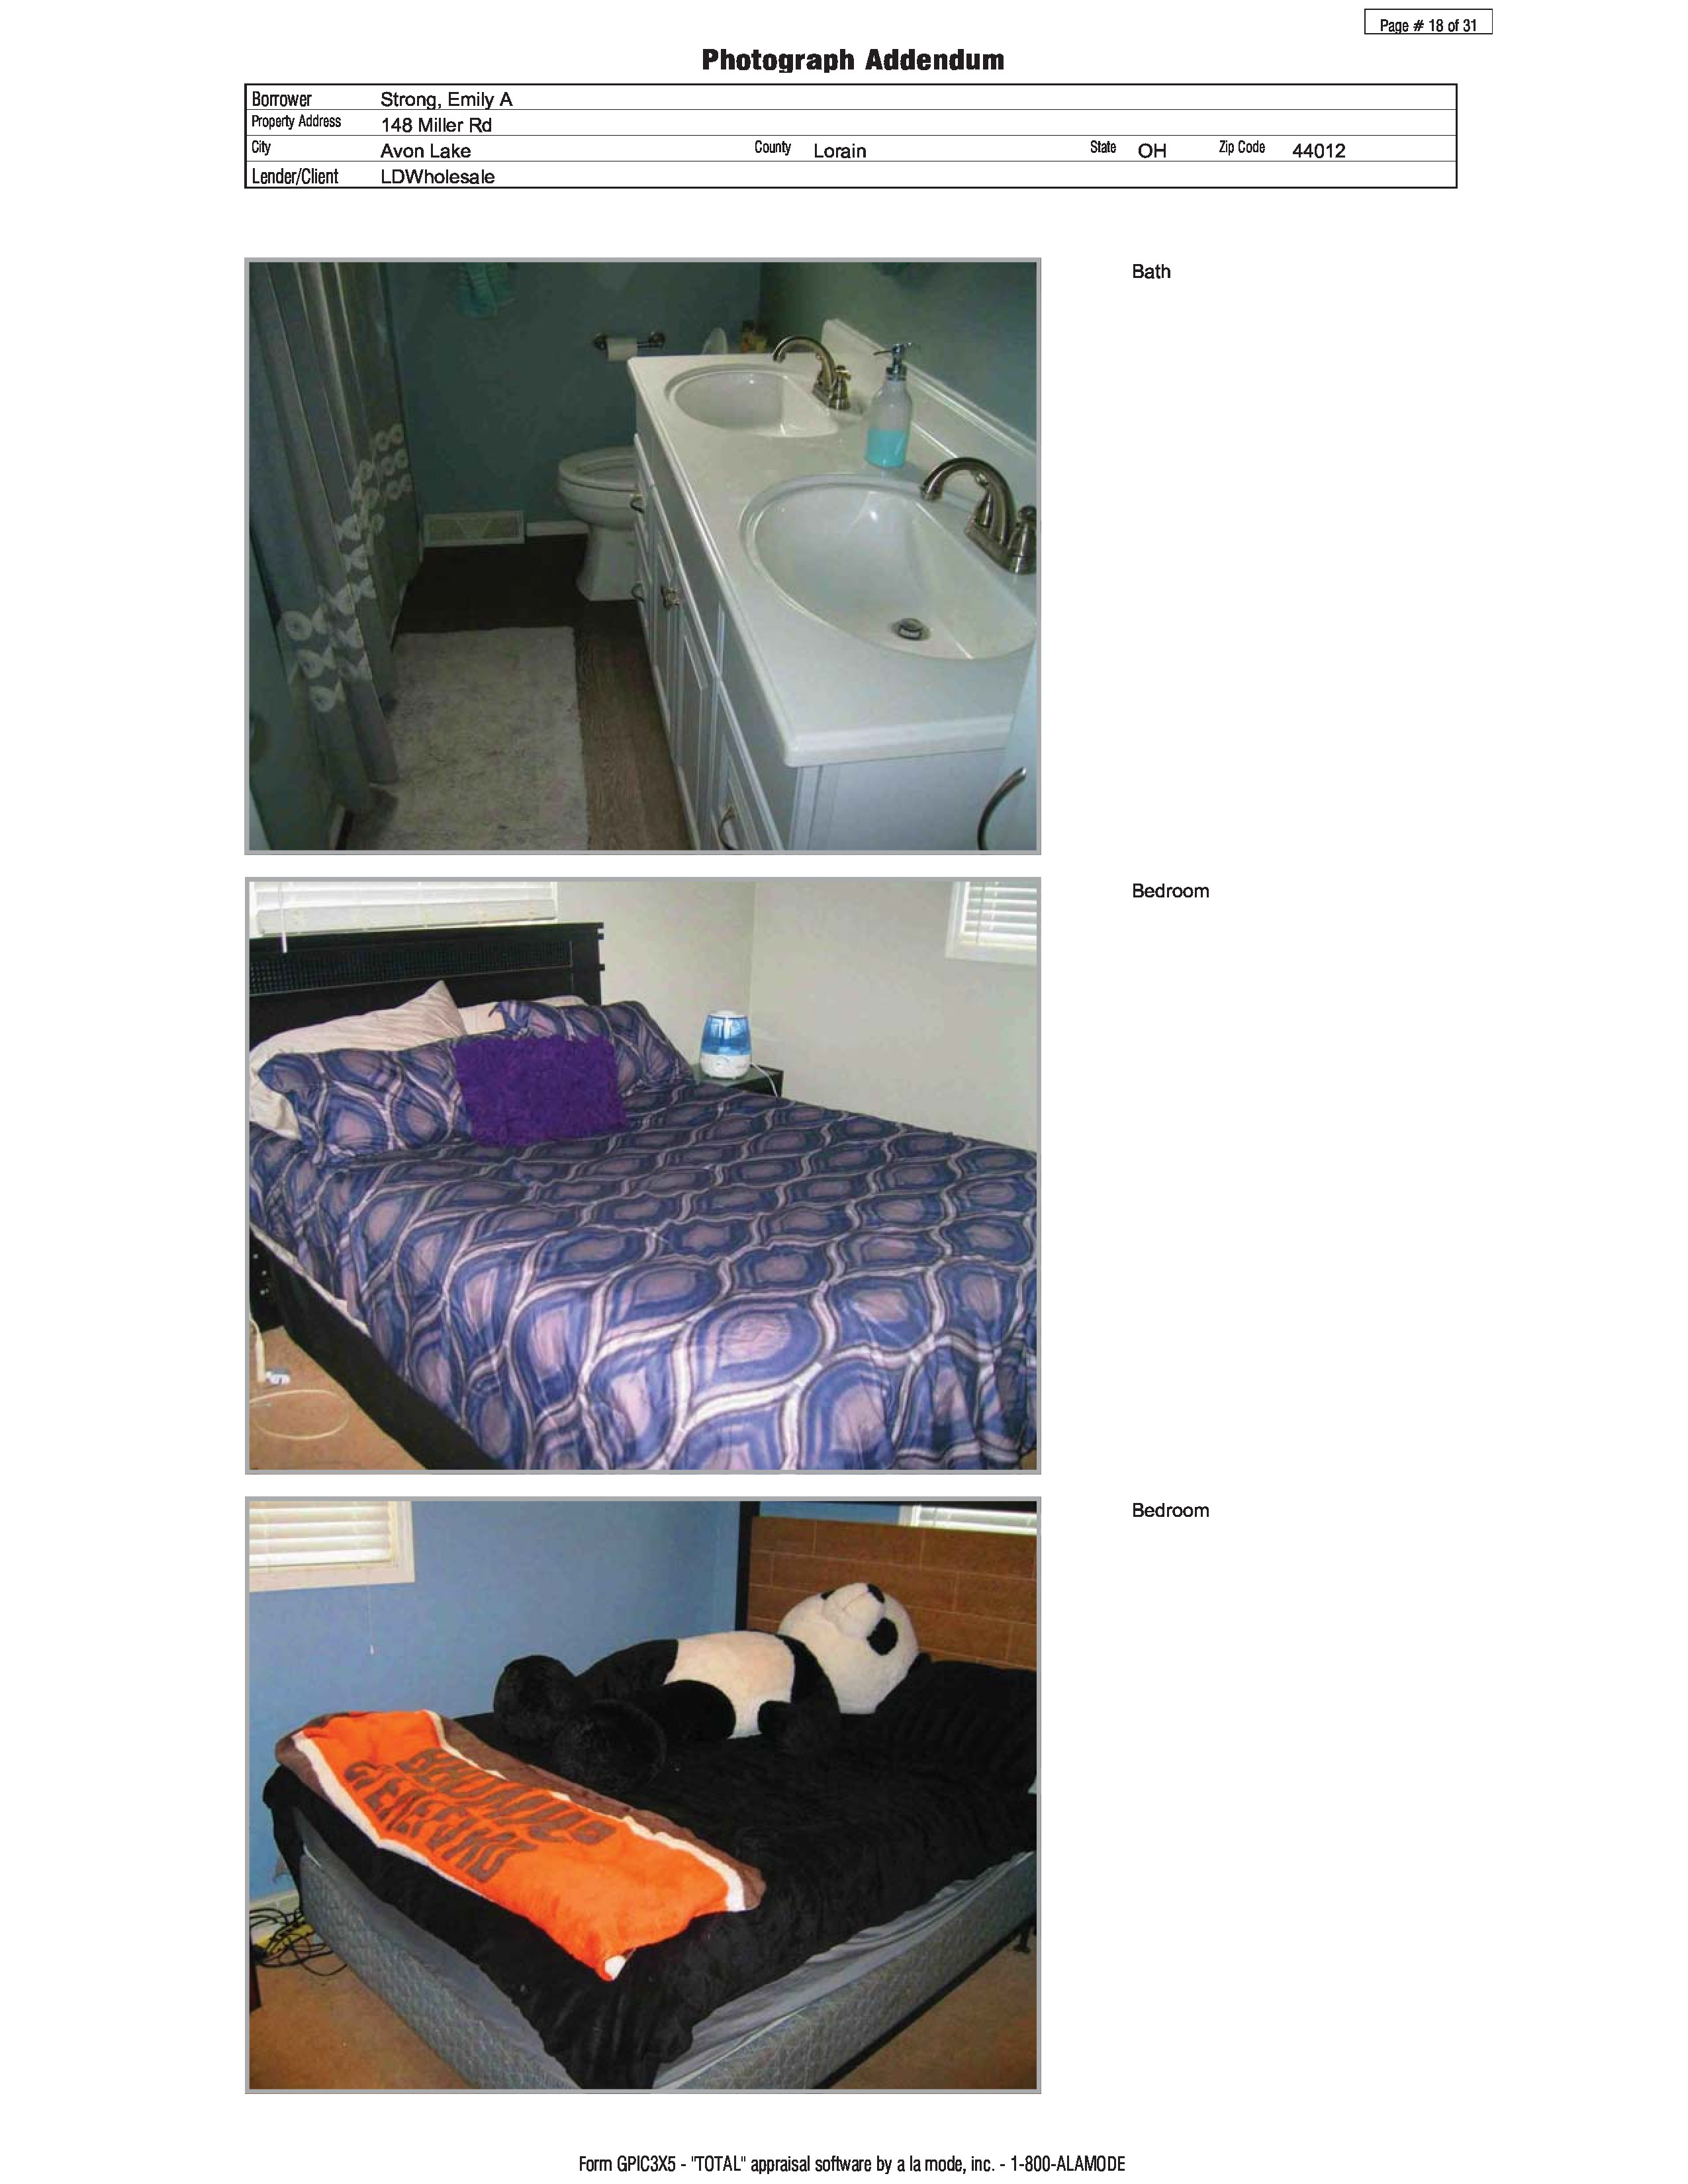 Page # 18 of 31
Photograph Addendum
Borrower Strong, Emily A
Property Address 148 Miller Rd
City Avon Lake County Lorain State OH Zip Code 44012
Lender/Client LDWholesale
Bath
Bedroom
Bedroom
Form GPIC3X5 - "TOTAL" appraisal software by a la mode, inc. - 1-800-ALAMODE